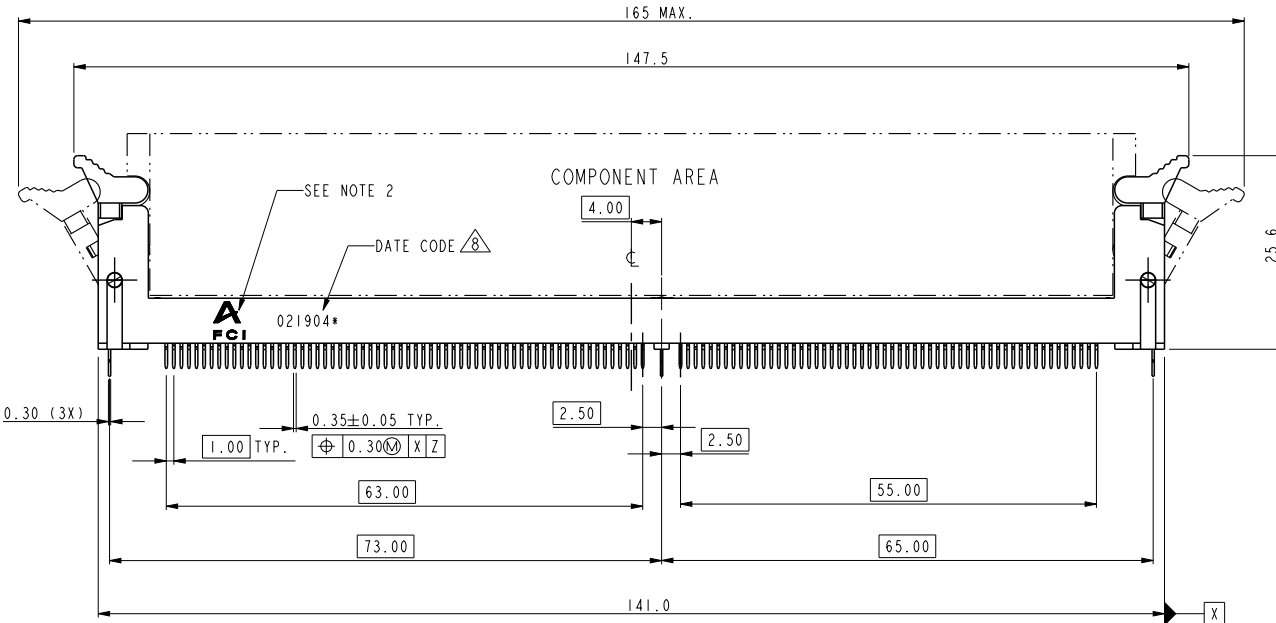 165 MAX.
147.5
COMPONENT AREA
SEE NOTE 2
4.00
DATE CODE 8
℄
25.6
FCI
021904*
0.30 (3X)
0.35±0.05 TYP.
2.50
1.00 TYP.
⌖ 0.30Ⓜ X Z
2.50
63.00
55.00
73.00
65.00
141.0
X